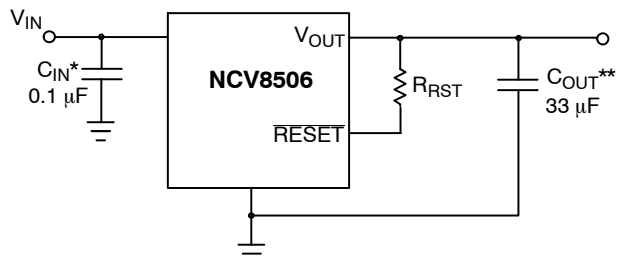 V_IN
V_OUT
C_IN*
0.1 µF
NCV8506
R_RST
C_OUT**
33 µF
RESET